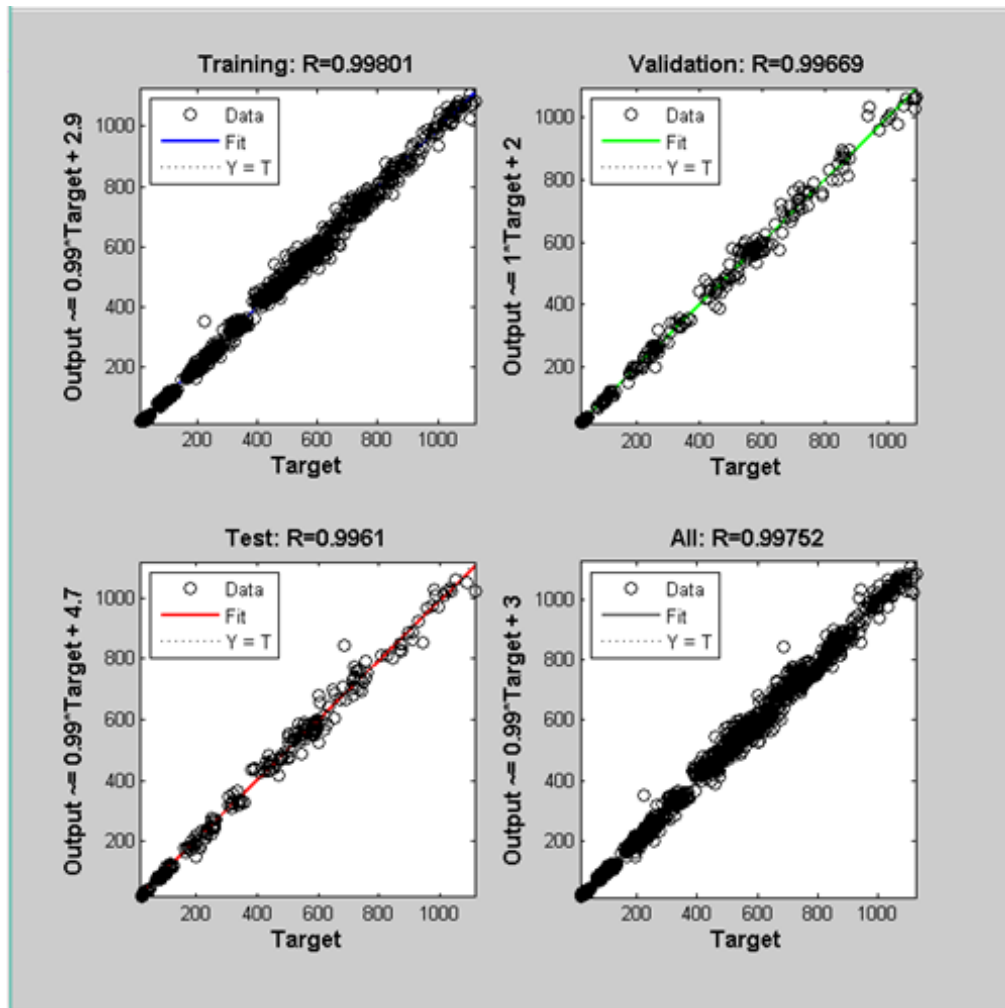 Training: R=0.99801
Output ~= 0.99*Target + 2.9
Data
Fit
Y = T
1000
800
600
400
200
200 400 600 800 1000
Target
Validation: R=0.99669
Output ~= 1*Target + 2
Data
Fit
Y = T
1000
800
600
400
200
200 400 600 800 1000
Target
Test: R=0.9961
Output ~= 0.99*Target + 4.7
Data
Fit
Y = T
1000
800
600
400
200
200 400 600 800 1000
Target
All: R=0.99752
Output ~= 0.99*Target + 3
Data
Fit
Y = T
1000
800
600
400
200
200 400 600 800 1000
Target